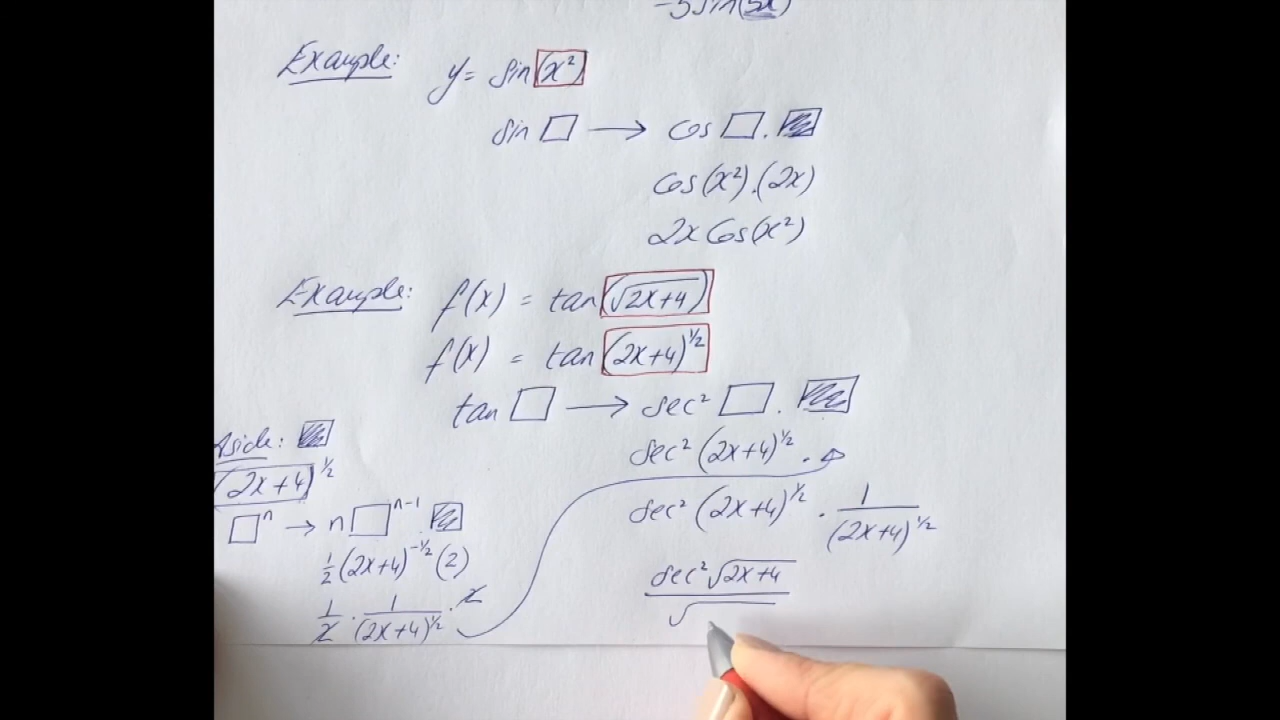 -5 sin(5x)
Example: y = sin(x²)
sin □ → cos □ . ▨
cos(x²).(2x)
2x Cos(x²)
Example: f(x) = tan(√2x+4)
f(x) = tan(2x+4)^½
tan □ → sec² □ . ▨
Aside: ▨
(2x+4)^½
□ⁿ → n □ⁿ⁻¹ . ▨
½(2x+4)^-½ (2)
1/2 . 1/(2x+4)^½ . 2
sec² (2x+4)^½ .
sec² (2x+4)^½ . 1/(2x+4)^½
sec²√2x+4 / √